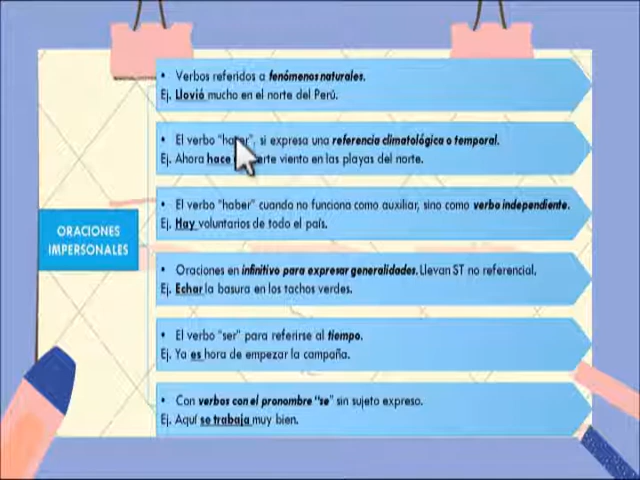 ORACIONES
IMPERSONALES
• Verbos referidos a fenómenos naturales.
Ej. Llovió mucho en el norte del Perú.
• El verbo "ha", si expresa una referencia climatológica o temporal.
Ej. Ahora hace viento en las playas del norte.
• El verbo "haber" cuando no funciona como auxiliar, sino como verbo independiente.
Ej. Hay voluntarios de todo el país.
• Oraciones en infinitivo para expresar generalidades. Llevan ST no referencial.
Ej. Echar la basura en los tachos verdes.
• El verbo "ser" para referirse al tiempo.
Ej. Ya es hora de empezar la campaña.
• Con verbos con el pronombre "se" sin sujeto expreso.
Ej. Aquí se trabaja muy bien.